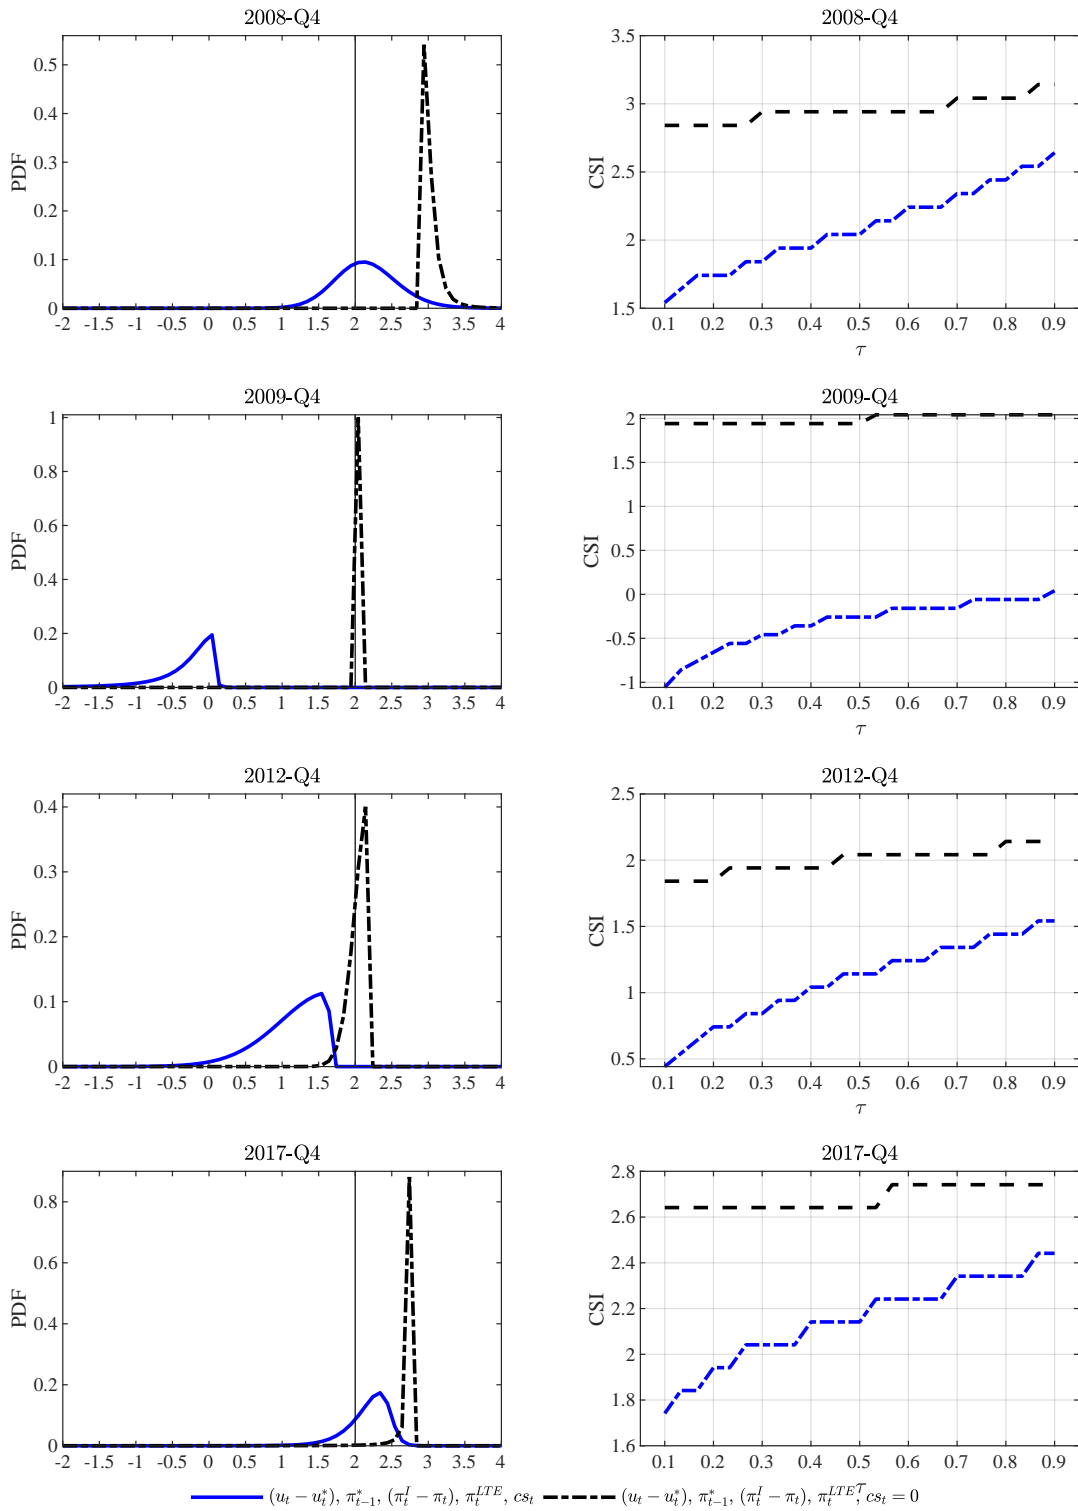 2008-Q4
PDF
0.5
0.4
0.3
0.2
0.1
0
-2 -1.5 -1 -0.5 0 0.5 1 1.5 2 2.5 3 3.5 4
2008-Q4
CSI
3.5
3
2.5
2
1.5
0.1 0.2 0.3 0.4 0.5 0.6 0.7 0.8 0.9
τ
2009-Q4
PDF
1
0.8
0.6
0.4
0.2
0
-2 -1.5 -1 -0.5 0 0.5 1 1.5 2 2.5 3 3.5 4
2009-Q4
CSI
2
1.5
1
0.5
0
-0.5
-1
0.1 0.2 0.3 0.4 0.5 0.6 0.7 0.8 0.9
τ
2012-Q4
PDF
0.4
0.3
0.2
0.1
0
-2 -1.5 -1 -0.5 0 0.5 1 1.5 2 2.5 3 3.5 4
2012-Q4
CSI
2.5
2
1.5
1
0.5
0.1 0.2 0.3 0.4 0.5 0.6 0.7 0.8 0.9
τ
2017-Q4
PDF
0.8
0.6
0.4
0.2
0
-2 -1.5 -1 -0.5 0 0.5 1 1.5 2 2.5 3 3.5 4
2017-Q4
CSI
2.8
2.6
2.4
2.2
2
1.8
1.6
0.1 0.2 0.3 0.4 0.5 0.6 0.7 0.8 0.9
τ
(u_t − u_t^*), π_{t−1}^*, (π_t^I − π_t), π_t^{LTE}, cs_t (u_t − u_t^*), π_{t−1}^*, (π_t^I − π_t), π_t^{LTE}, cs_t = 0